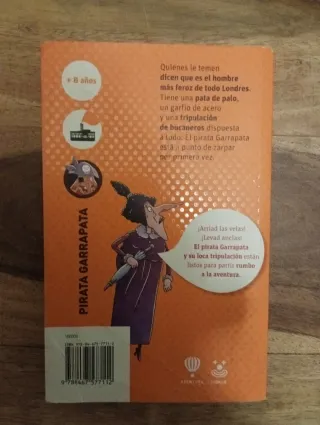 + 8 años
Quienes le temen
dicen que es el hombre
más feroz de todo Londres.
Tiene una pata de palo,
un garfio de acero
y una tripulación
de bucaneros dispuesta
a todo. El pirata Garrapata
está a punto de zarpar
por primera vez.
PIRATA GARRAPATA
¡Arriad las velas!
¡Levad anclas!
El pirata Garrapata
y su loca tripulación están
listos para partir rumbo
a la aventura.